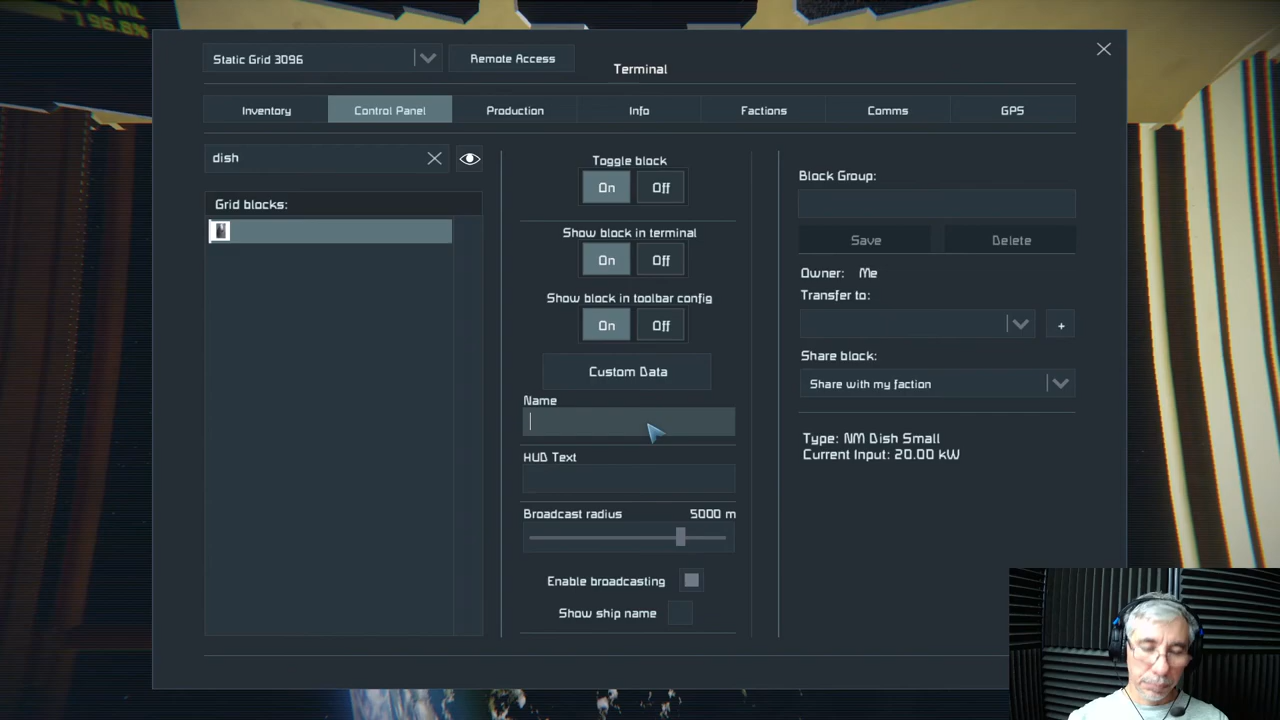 96.8%
Static Grid 3096
Remote Access
Terminal
Inventory
Control Panel
Production
Info
Factions
Comms
GPS
dish
Grid blocks:
Toggle block
On
Off
Show block in terminal
On
Off
Show block in toolbar config
On
Off
Custom Data
Name
HUD Text
Broadcast radius
5000 m
Enable broadcasting
Show ship name
Block Group:
Save
Delete
Owner: Me
Transfer to:
+
Share block:
Share with my faction
Type: NM Dish Small
Current Input: 20.00 kW